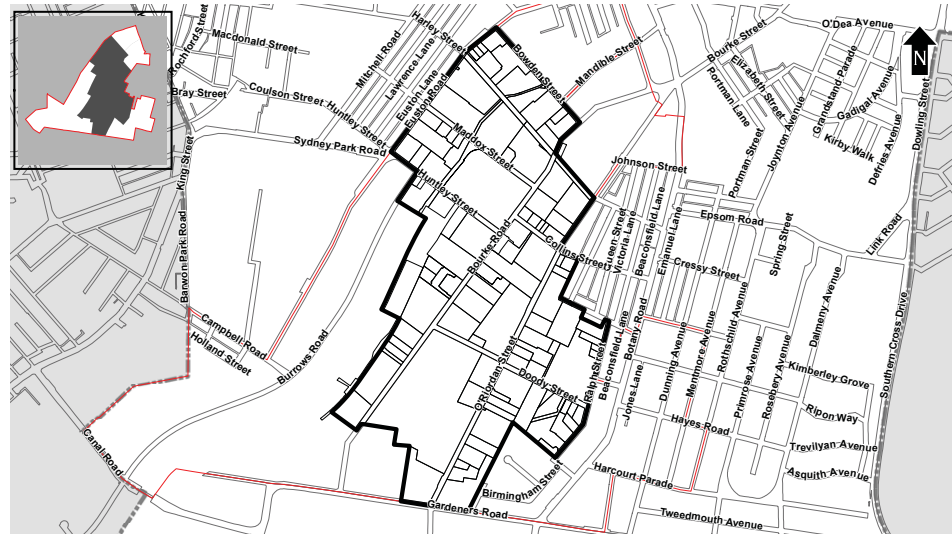 Macdonald Street
Rochford Street
Bray Street
Coulson Street
Mitchell Road
Lawrence Lane
Harley Street
Euston Lane
Euston Road
Huntley Street
Sydney Park Road
King Street
Barwon Park Road
Campbell Road
Holland Street
Burrows Road
Canal Road
Bowden Street
Mandible Street
Maddox Street
Huntley Street
Bourke Road
Collins Street
O'Riordan Street
Doody Street
Ralph Street
Birmingham Street
Gardeners Road
Bourke Street
O'Dea Avenue
N
Elizabeth Street
Portman Lane
Portman Street
Joynton Avenue
Grandstand Parade
Gadigal Avenue
Kirby Walk
Defries Avenue
Dowling Street
Johnson Street
Queen Street
Victoria Lane
Beaconsfield Lane
Emanuel Lane
Epsom Road
Link Road
Cressy Street
Spring Street
Beaconsfield Lane
Botany Road
Jones Lane
Dunning Avenue
Menmore Avenue
Rothschild Avenue
Primrose Avenue
Rosebery Avenue
Dalmeny Avenue
Southern Cross Drive
Kimberley Grove
Ripon Way
Hayes Road
Trevilyan Avenue
Harcourt Parade
Asquith Avenue
Tweedmouth Avenue